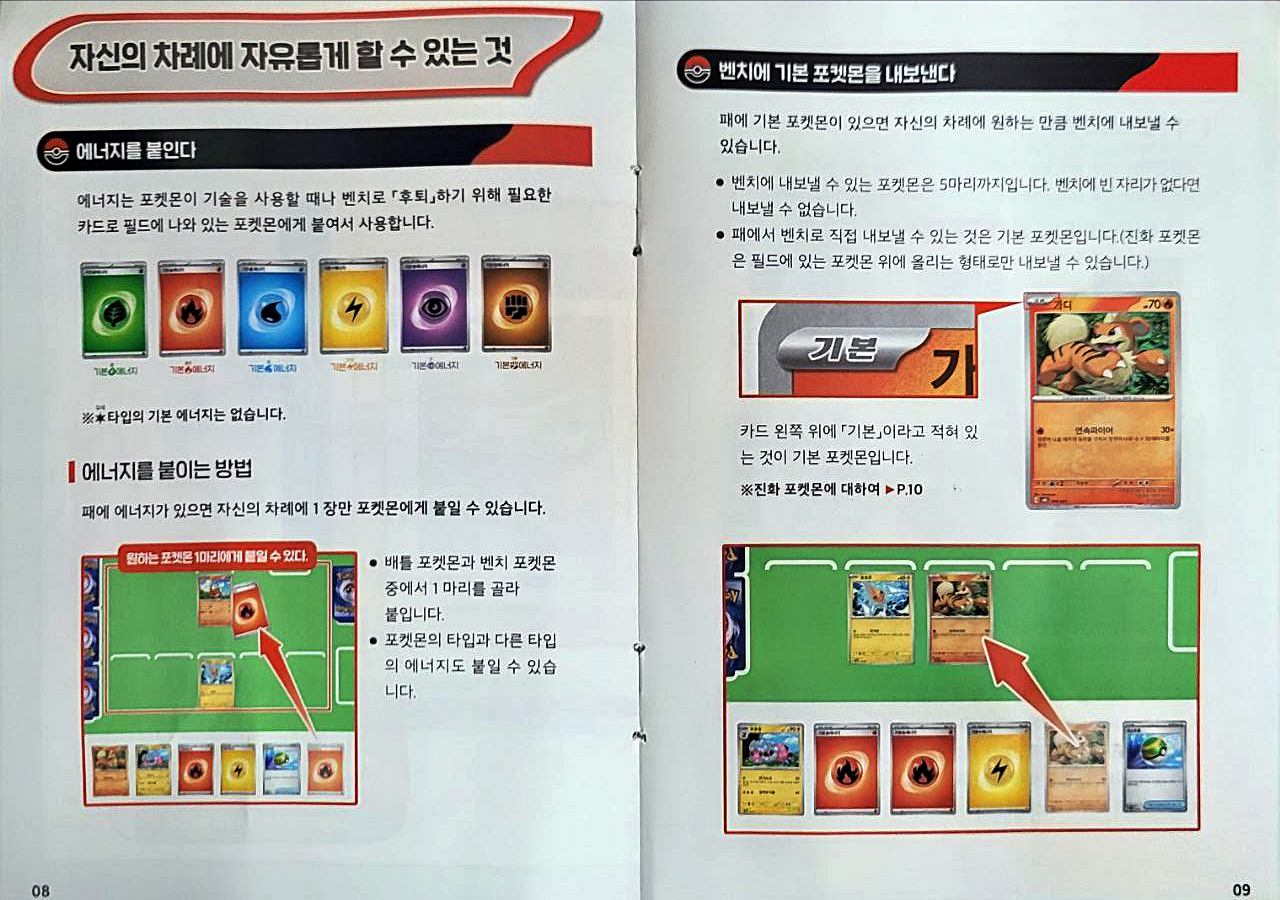 자신의 차례에 자유롭게 할 수 있는 것
에너지를 붙인다
에너지는 포켓몬이 기술을 사용할 때나 벤치로 「후퇴」하기 위해 필요한
카드로 필드에 나와 있는 포켓몬에게 붙여서 사용합니다.
기본 에너지 기본 에너지 기본 에너지 기본 에너지 기본 에너지 기본 에너지
※ 타입의 기본 에너지는 없습니다.
에너지를 붙이는 방법
패에 에너지가 있으면 자신의 차례에 1장만 포켓몬에게 붙일 수 있습니다.
원하는 포켓몬 1마리에게 붙일 수 있다.
● 배틀 포켓몬과 벤치 포켓몬
중에서 1마리를 골라
붙입니다.
● 포켓몬의 타입과 다른 타입
의 에너지도 붙일 수 있습
니다.
08
벤치에 기본 포켓몬을 내보낸다
패에 기본 포켓몬이 있으면 자신의 차례에 원하는 만큼 벤치에 내보낼 수
있습니다.
● 벤치에 내보낼 수 있는 포켓몬은 5마리까지입니다. 벤치에 빈 자리가 없다면
내보낼 수 없습니다.
● 패에서 벤치로 직접 내보낼 수 있는 것은 기본 포켓몬입니다.(진화 포켓몬
은 필드에 있는 포켓몬 위에 올리는 형태로만 내보낼 수 있습니다.)
기본
가
가디 70
연속파이어 30×
카드 왼쪽 위에 「기본」이라고 적혀 있
는 것이 기본 포켓몬입니다.
※진화 포켓몬에 대하여 ▶P.10
09